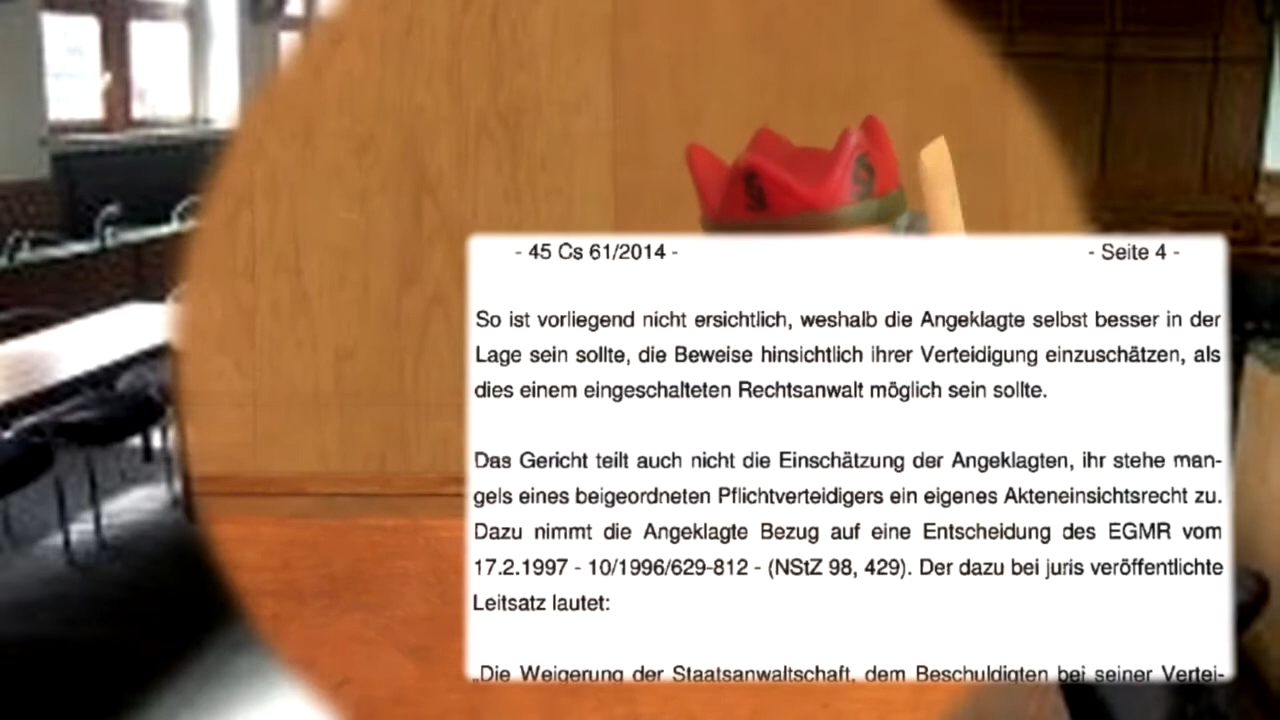 § §
- 45 Cs 61/2014 - - Seite 4 -
So ist vorliegend nicht ersichtlich, weshalb die Angeklagte selbst besser in der
Lage sein sollte, die Beweise hinsichtlich ihrer Verteidigung einzuschätzen, als
dies einem eingeschalteten Rechtsanwalt möglich sein sollte.
Das Gericht teilt auch nicht die Einschätzung der Angeklagten, ihr stehe man-
gels eines beigeordneten Pflichtverteidigers ein eigenes Akteneinsichtsrecht zu.
Dazu nimmt die Angeklagte Bezug auf eine Entscheidung des EGMR vom
17.2.1997 - 10/1996/629-812 - (NStZ 98, 429). Der dazu bei juris veröffentlichte
Leitsatz lautet:
„Die Weigerung der Staatsanwaltschaft, dem Beschuldigten bei seiner Vertei-